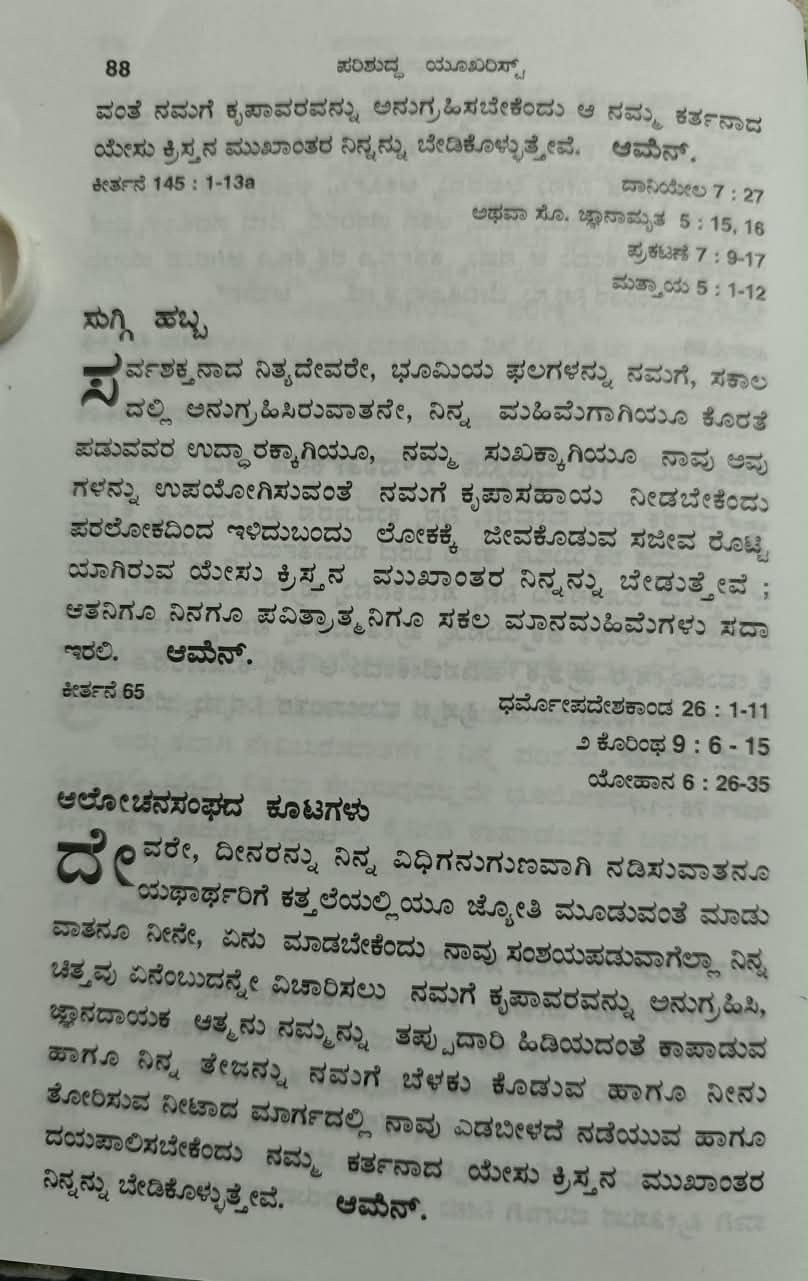 88 ಪರಿಶುದ್ಧ ಯೂಖರಿಸ್ಟ್
ವಂತೆ ನಮಗೆ ಕೃಪಾವರವನ್ನು ಅನುಗ್ರಹಿಸಬೇಕೆಂದು ಆ ನಮ್ಮ ಕರ್ತನಾದ
ಯೇಸು ಕ್ರಿಸ್ತನ ಮುಖಾಂತರ ನಿನ್ನನ್ನು ಬೇಡಿಕೊಳ್ಳುತ್ತೇವೆ. ಆಮೆನ್.
ಕೀರ್ತನೆ 145 : 1-13a ದಾನಿಯೇಲ 7 : 27
ಅಥವಾ ಸೊ. ಜ್ಞಾನಾಮೃತ 5 : 15, 16
ಪ್ರಕಟಣೆ 7 : 9-17
ಮತ್ತಾಯ 5 : 1-12
ಸುಗ್ಗಿ ಹಬ್ಬ
ಸರ್ವಶಕ್ತನಾದ ನಿತ್ಯದೇವರೇ, ಭೂಮಿಯ ಫಲಗಳನ್ನು ನಮಗೆ, ಸಕಾಲ
ದಲ್ಲಿ ಅನುಗ್ರಹಿಸಿರುವಾತನೇ, ನಿನ್ನ ಮಹಿಮೆಗಾಗಿಯೂ ಕೊರತೆ
ಪಡುವವರ ಉದ್ಧಾರಕ್ಕಾಗಿಯೂ, ನಮ್ಮ ಸುಖಕ್ಕಾಗಿಯೂ ನಾವು ಅವು
ಗಳನ್ನು ಉಪಯೋಗಿಸುವಂತೆ ನಮಗೆ ಕೃಪಾಸಹಾಯ ನೀಡಬೇಕೆಂದು
ಪರಲೋಕದಿಂದ ಇಳಿದುಬಂದು ಲೋಕಕ್ಕೆ ಜೀವಕೊಡುವ ಸಜೀವ ರೊಟ್ಟಿ
ಯಾಗಿರುವ ಯೇಸು ಕ್ರಿಸ್ತನ ಮುಖಾಂತರ ನಿನ್ನನ್ನು ಬೇಡುತ್ತೇವೆ ;
ಆತನಿಗೂ ನಿನಗೂ ಪವಿತ್ರಾತ್ಮನಿಗೂ ಸಕಲ ಮಾನಮಹಿಮೆಗಳು ಸದಾ
ಇರಲಿ. ಆಮೆನ್.
ಕೀರ್ತನೆ 65 ಧರ್ಮೋಪದೇಶಕಾಂಡ 26 : 1-11
೨ ಕೊರಿಂಥ 9 : 6 - 15
ಯೋಹಾನ 6 : 26-35
ಆಲೋಚನಸಂಘದ ಕೂಟಗಳು
ದೇವರೇ, ದೀನರನ್ನು ನಿನ್ನ ವಿಧಿಗನುಗುಣವಾಗಿ ನಡಿಸುವಾತನೂ
ಯಥಾರ್ಥರಿಗೆ ಕತ್ತಲೆಯಲ್ಲಿಯೂ ಜ್ಯೋತಿ ಮೂಡುವಂತೆ ಮಾಡು
ವಾತನೂ ನೀನೇ, ಏನು ಮಾಡಬೇಕೆಂದು ನಾವು ಸಂಶಯಪಡುವಾಗೆಲ್ಲಾ ನಿನ್ನ
ಚಿತ್ತವು ಏನೆಂಬುದನ್ನೇ ವಿಚಾರಿಸಲು ನಮಗೆ ಕೃಪಾವರವನ್ನು ಅನುಗ್ರಹಿಸಿ,
ಜ್ಞಾನದಾಯಕ ಆತ್ಮನು ನಮ್ಮನ್ನು ತಪ್ಪುದಾರಿ ಹಿಡಿಯದಂತೆ ಕಾಪಾಡುವ
ಹಾಗೂ ನಿನ್ನ ತೇಜನ್ನು ನಮಗೆ ಬೆಳಕು ಕೊಡುವ ಹಾಗೂ ನೀನು
ತೋರಿಸುವ ನೀಟಾದ ಮಾರ್ಗದಲ್ಲಿ ನಾವು ಎಡಬೀಳದೆ ನಡೆಯುವ ಹಾಗೂ
ದಯಪಾಲಿಸಬೇಕೆಂದು ನಮ್ಮ ಕರ್ತನಾದ ಯೇಸು ಕ್ರಿಸ್ತನ ಮುಖಾಂತರ
ನಿನ್ನನ್ನು ಬೇಡಿಕೊಳ್ಳುತ್ತೇವೆ. ಆಮೆನ್.